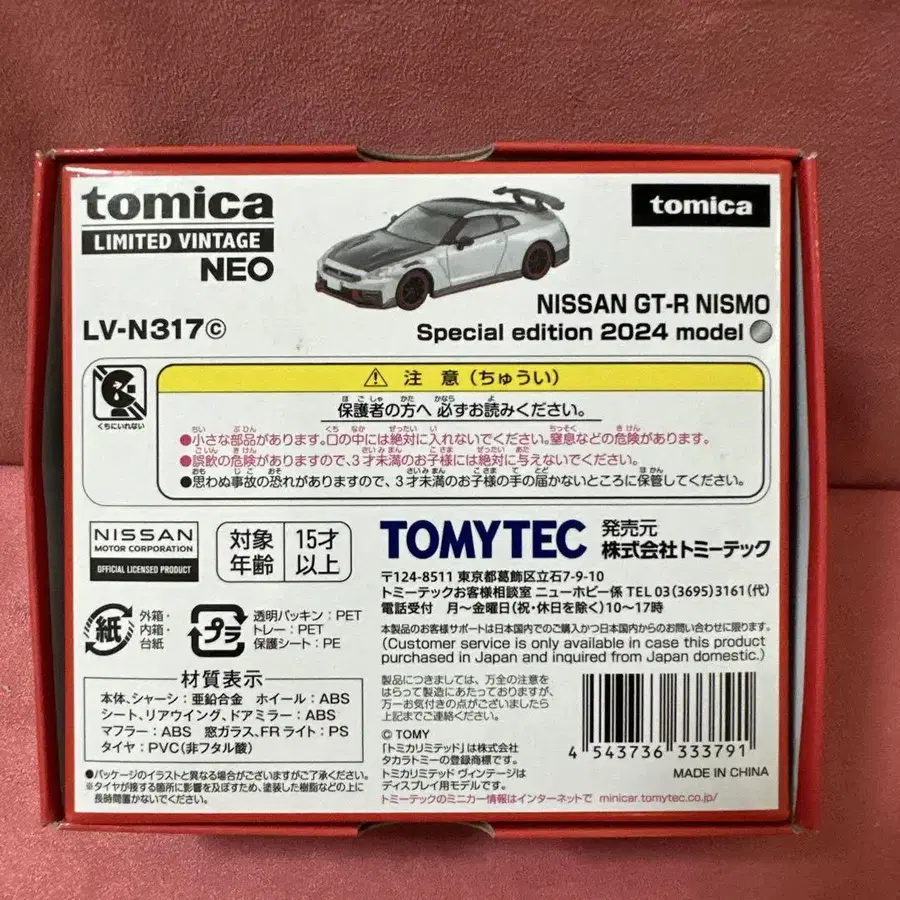 tomica
LIMITED VINTAGE
NEO
LV-N317ⓒ
tomica
NISSAN GT-R NISMO
Special edition 2024 model
くちにいれない
⚠ 注 意 (ちゅうい)
保護者の方へ 必ずお読みください。
●小さな部品があります。口の中には絶対に入れないでください。窒息などの危険があります。
●誤飲の危険がありますので、3才未満のお子様には絶対に与えないでください。
●思わぬ事故の恐れがありますので、3才未満のお子様の手の届かないところに保管してください。
NISSAN
MOTOR CORPORATION
OFFICIAL LICENSED PRODUCT
対象年齢
15才以上
TOMYTEC
発売元
株式会社トミーテック
〒124-8511 東京都葛飾区立石7-9-10
トミーテックお客様相談室 ニューホビー係 TEL 03(3695)3161(代)
電話受付 月〜金曜日(祝・休日を除く)10〜17時
本製品のお客様サポートは日本国内でのご購入かつ日本国内からのお問い合わせに限ります。
(Customer service is only available in case this product
purchased in Japan and inquired from Japan domestic.)
紙
外箱・
内箱・
台紙
プラ
透明パッキン:PET
トレー:PET
保護シート:PE
材質表示
本体、シャーシ:亜鉛合金 ホイール:ABS
シート、リアウイング、ドアミラー:ABS
マフラー:ABS 窓ガラス、FRライト:PS
タイヤ:PVC(非フタル酸)
●パッケージのイラストと異なる場合がございますがご了承ください。
※タイヤが接する箇所に影響を及ぼすため、塗装した樹脂などの上に
長時間置かないでください。
製品につきましては、万全の注意を
はらって製造にあたっておりますが、
万一お気付きの点がございましたら
上記までご連絡ください。
© TOMY
「トミカリミテッド」は株式会社
タカラトミーの登録商標です。
トミカリミテッド ヴィンテージは
ディスプレイ用モデルです。
トミーテックのミニカー情報はインターネットで minicar.tomytec.co.jp/
4 543736 333791
MADE IN CHINA